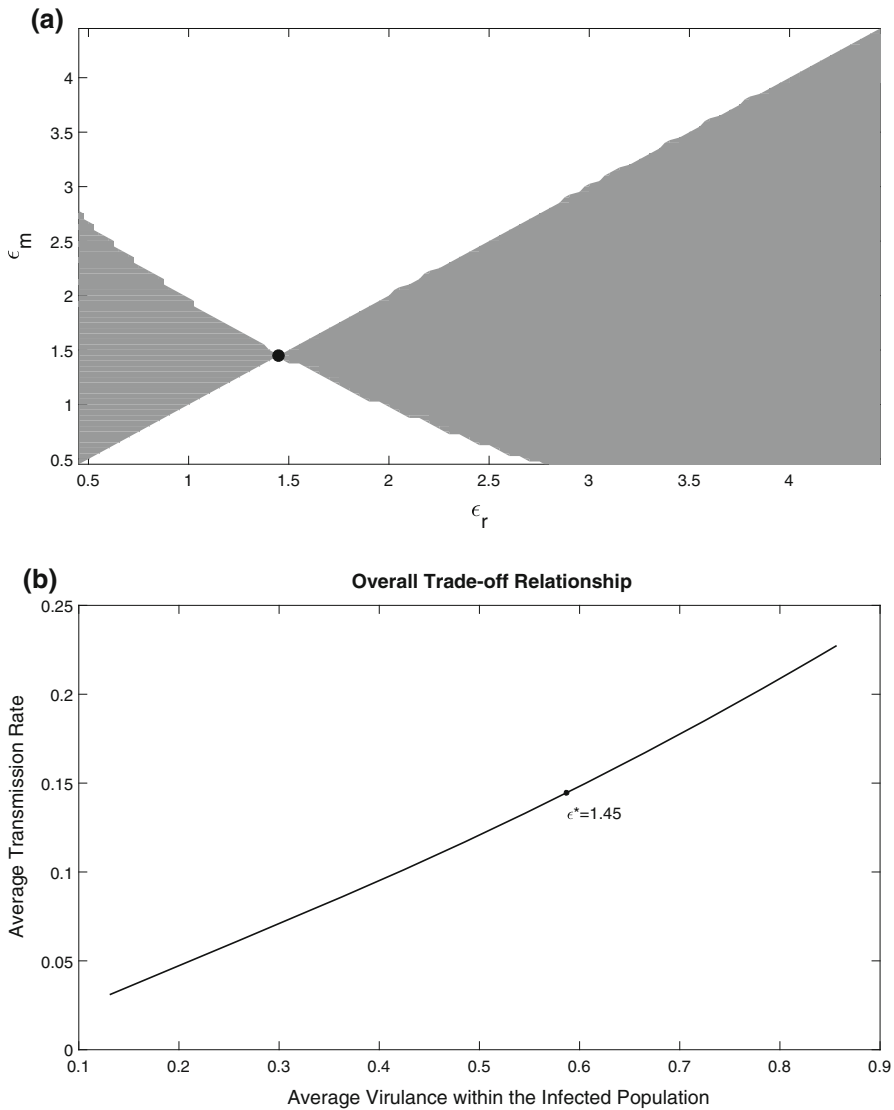 (a)
4
3.5
3
2.5
2
1.5
1
0.5
ϵm
0.5 1 1.5 2 2.5 3 3.5 4
ϵr
(b)
Overall Trade-off Relationship
0.25
0.2
0.15
0.1
0.05
0
Average Transmission Rate
ϵ*=1.45
0.1 0.2 0.3 0.4 0.5 0.6 0.7 0.8 0.9
Average Virulance within the Infected Population